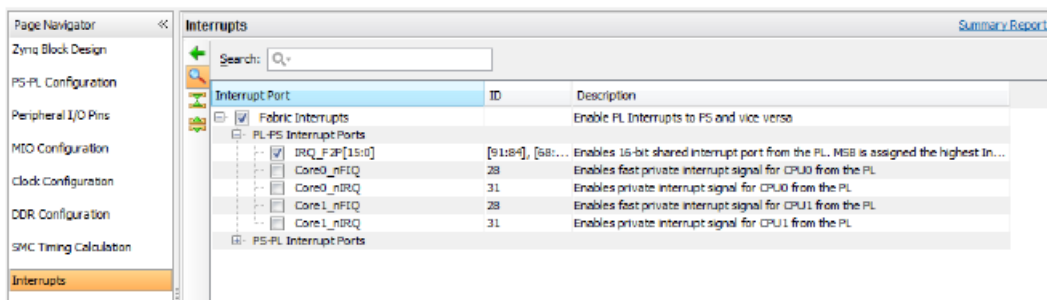 Page Navigator
Zynq Block Design
PS-PL Configuration
Peripheral I/O Pins
MIO Configuration
Clock Configuration
DDR Configuration
SMC Timing Calculation
Interrupts
Interrupts
Summary Report
Search:
Interrupt Port ID Description
Fabric Interrupts Enable PL Interrupts to PS and vice versa
PL-PS Interrupt Ports
IRQ_F2P[15:0] [91:84], [68:... Enables 16-bit shared interrupt port from the PL. MSB is assigned the highest In...
Core0_nFIQ 28 Enables fast private interrupt signal for CPU0 from the PL
Core0_nIRQ 31 Enables private interrupt signal for CPU0 from the PL
Core1_nFIQ 28 Enables fast private interrupt signal for CPU1 from the PL
Core1_nIRQ 31 Enables private interrupt signal for CPU1 from the PL
PS-PL Interrupt Ports